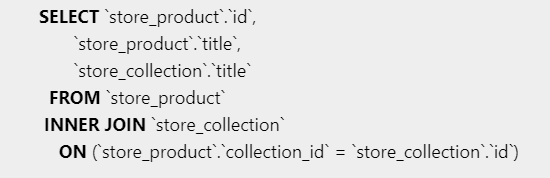 SELECT `store_product`.`id`,
`store_product`.`title`,
`store_collection`.`title`
FROM `store_product`
INNER JOIN `store_collection`
ON (`store_product`.`collection_id` = `store_collection`.`id`)